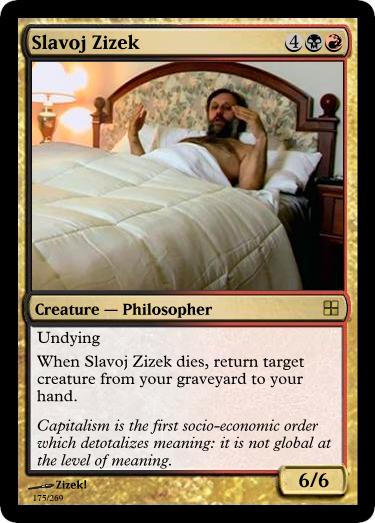 Slavoj Zizek 4
Creature — Philosopher
Undying
When Slavoj Zizek dies, return target
creature from your graveyard to your
hand.
Capitalism is the first socio-economic order
which detotalizes meaning: it is not global at
the level of meaning.
6/6
Zizek!
175/269